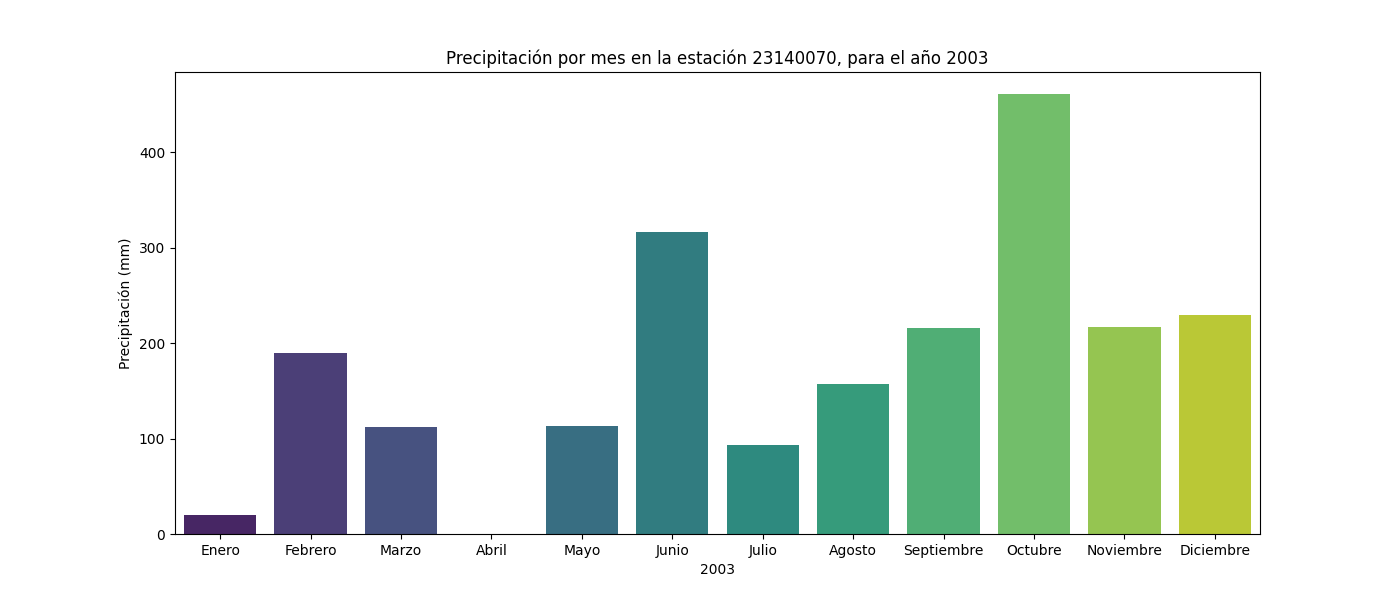 Precipitación por mes en la estación 23140070, para el año 2003
Precipitación (mm)
400
300
200
100
0
Enero Febrero Marzo Abril Mayo Junio Julio Agosto Septiembre Octubre Noviembre Diciembre
2003